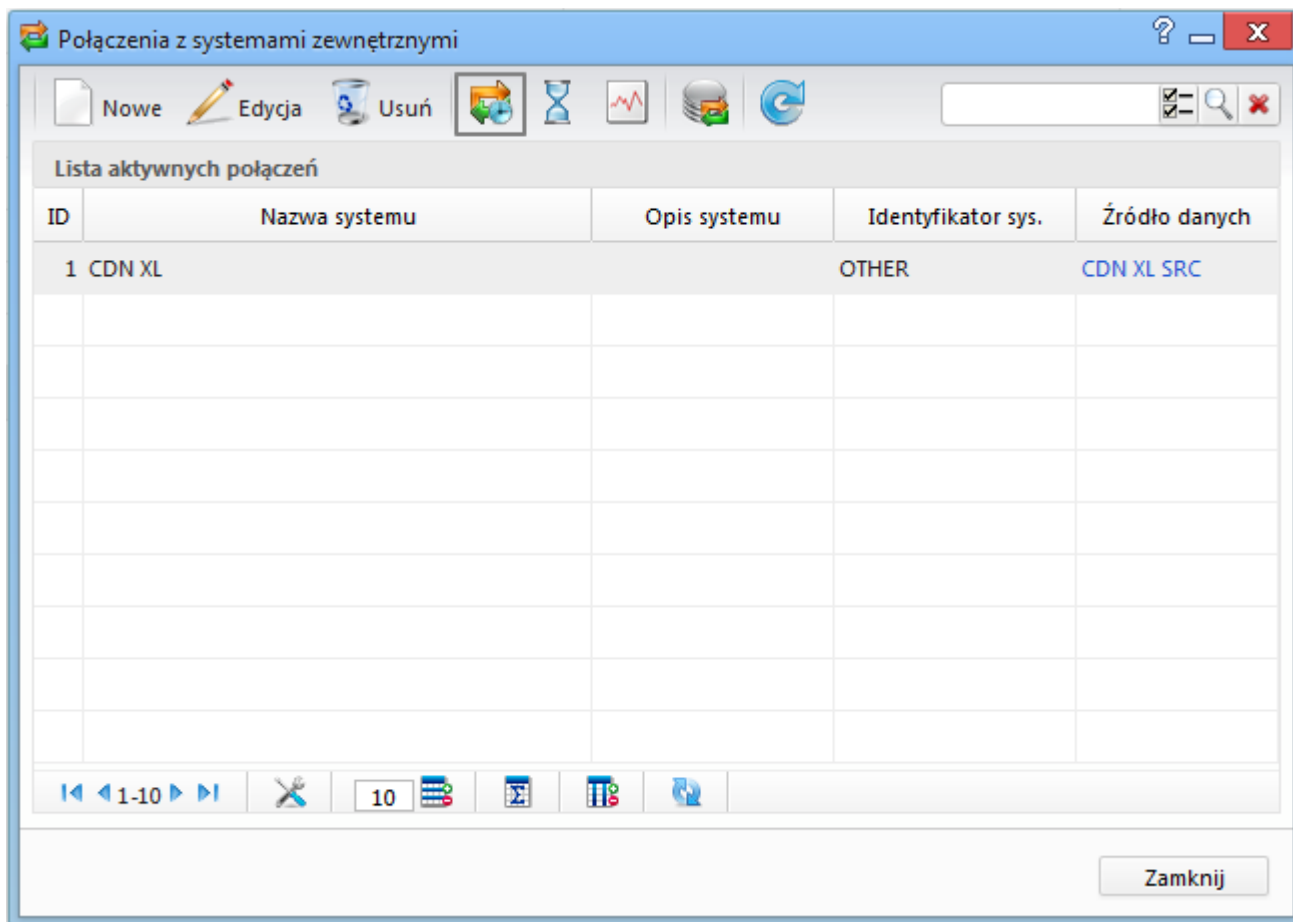 Połączenia z systemami zewnętrznymi
Nowe Edycja Usuń
Lista aktywnych połączeń
ID Nazwa systemu Opis systemu Identyfikator sys. Źródło danych
1 CDN XL OTHER CDN XL SRC
1-10 10
Zamknij